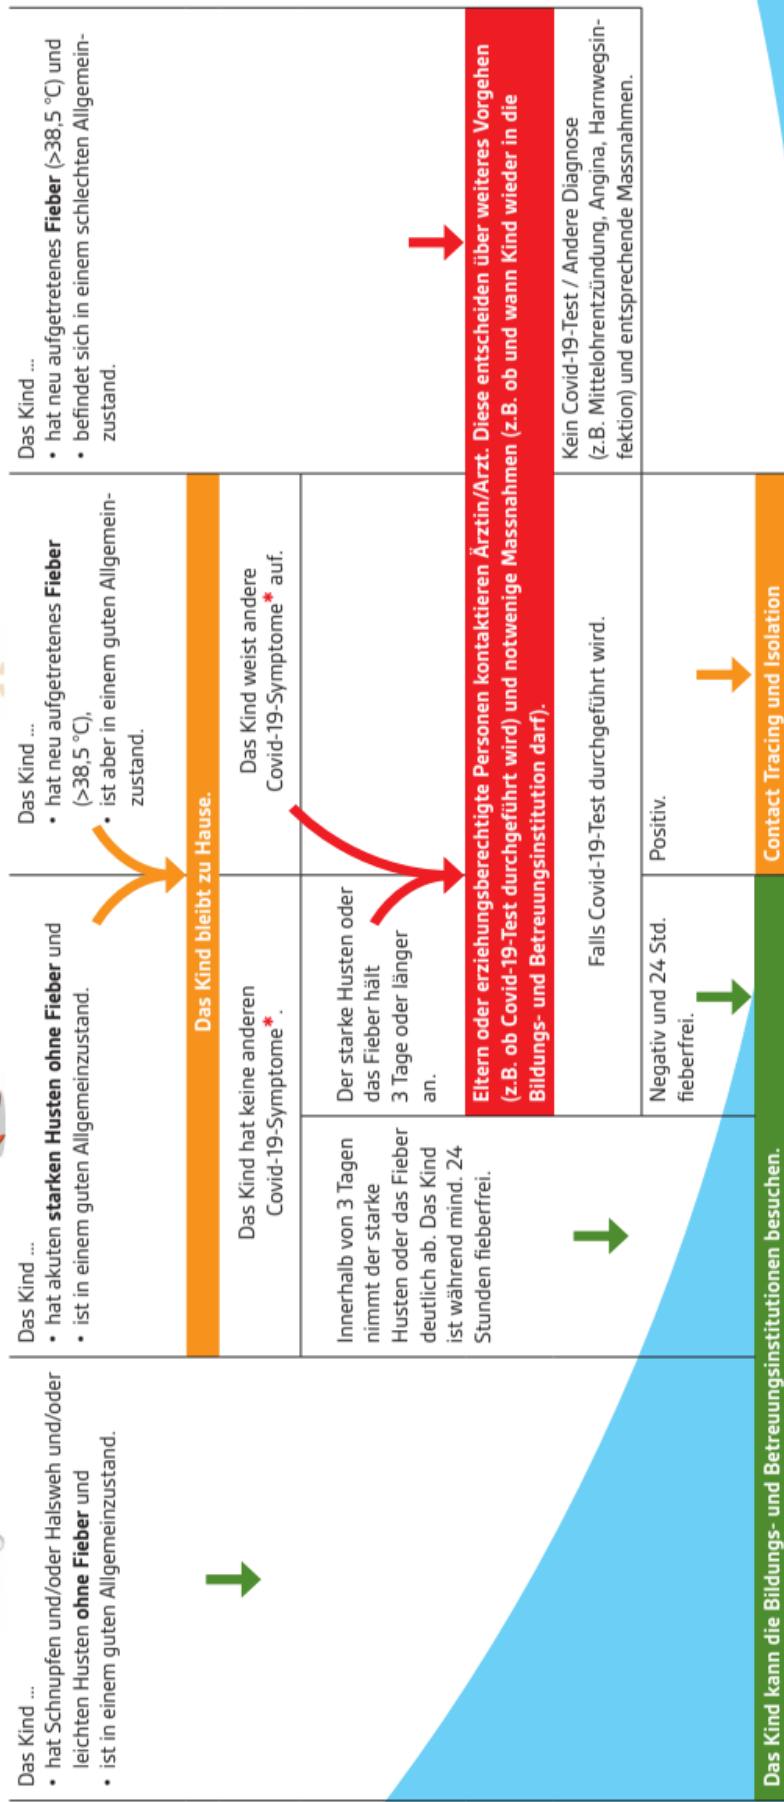 Das Kind ...
• hat Schnupfen und/oder Halsweh und/oder
leichten Husten ohne Fieber und
• ist in einem guten Allgemeinzustand.
Das Kind ...
• hat akuten starken Husten ohne Fieber und
• ist in einem guten Allgemeinzustand.
Das Kind ...
• hat neu aufgetretenes Fieber
(>38,5 °C),
• ist aber in einem guten Allgemein-
zustand.
Das Kind ...
• hat neu aufgetretenes Fieber (>38,5 °C) und
• befindet sich in einem schlechten Allgemein-
zustand.
Das Kind bleibt zu Hause.
Das Kind hat keine anderen
Covid-19-Symptome*.
Das Kind weist andere
Covid-19-Symptome* auf.
Innerhalb von 3 Tagen
nimmt der starke
Husten oder das Fieber
deutlich ab. Das Kind
ist während mind. 24
Stunden fieberfrei.
Der starke Husten oder
das Fieber hält
3 Tage oder länger
an.
Eltern oder erziehungsberechtigte Personen kontaktieren Ärztin/Arzt. Diese entscheiden über weiteres Vorgehen
(z.B. ob Covid-19-Test durchgeführt wird) und notwenige Massnahmen (z.B. ob und wann Kind wieder in die
Bildungs- und Betreuungsinstitution darf).
Falls Covid-19-Test durchgeführt wird.
Kein Covid-19-Test / Andere Diagnose
(z.B. Mittelohrentzündung, Angina, Harnwegsin-
fektion) und entsprechende Massnahmen.
Negativ und 24 Std.
fieberfrei.
Positiv.
Das Kind kann die Bildungs- und Betreuungsinstitutionen besuchen.
Contact Tracing und Isolation